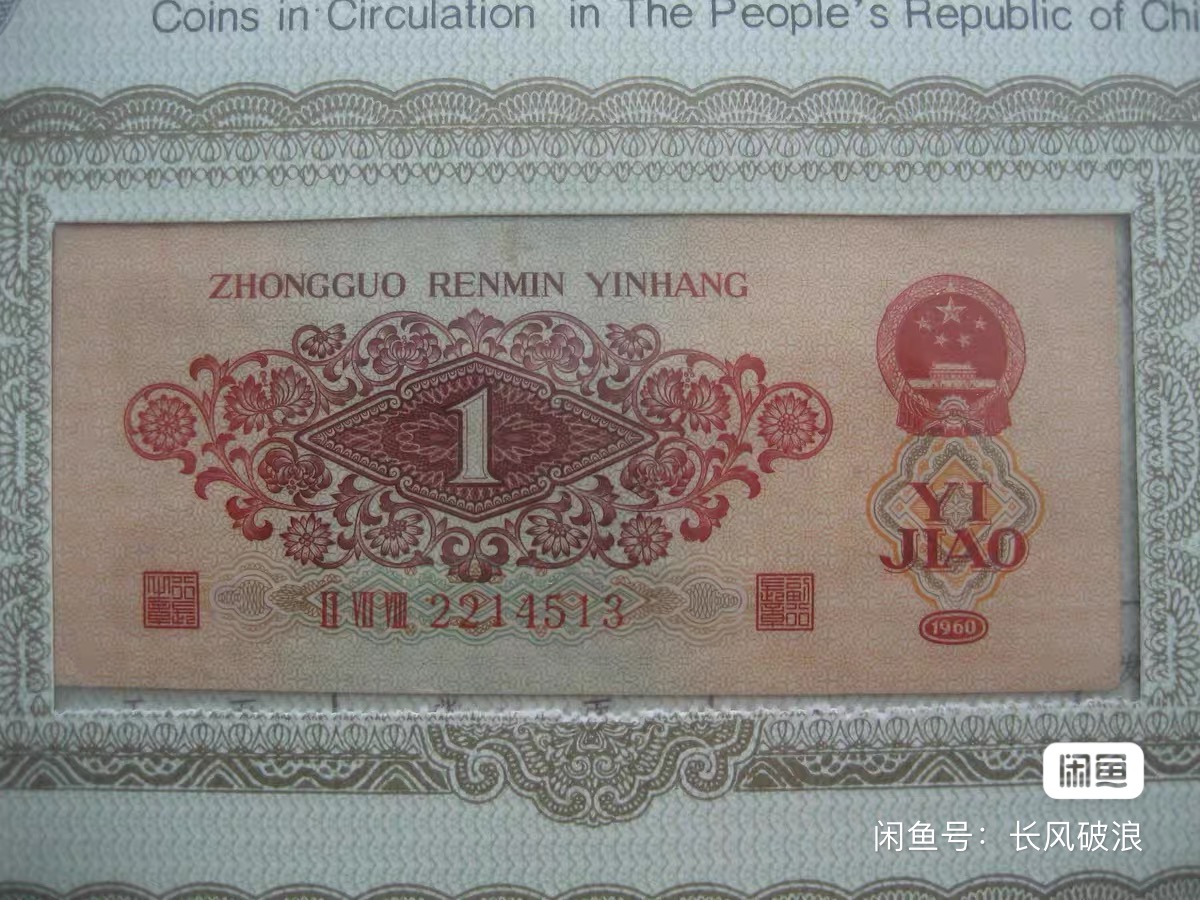 Coins in Circulation in The People's Republic of Chi
ZHONGGUO RENMIN YINHANG
1
YI
JIAO
II VII VIII 2214513
1960
闲鱼
闲鱼号：长风破浪